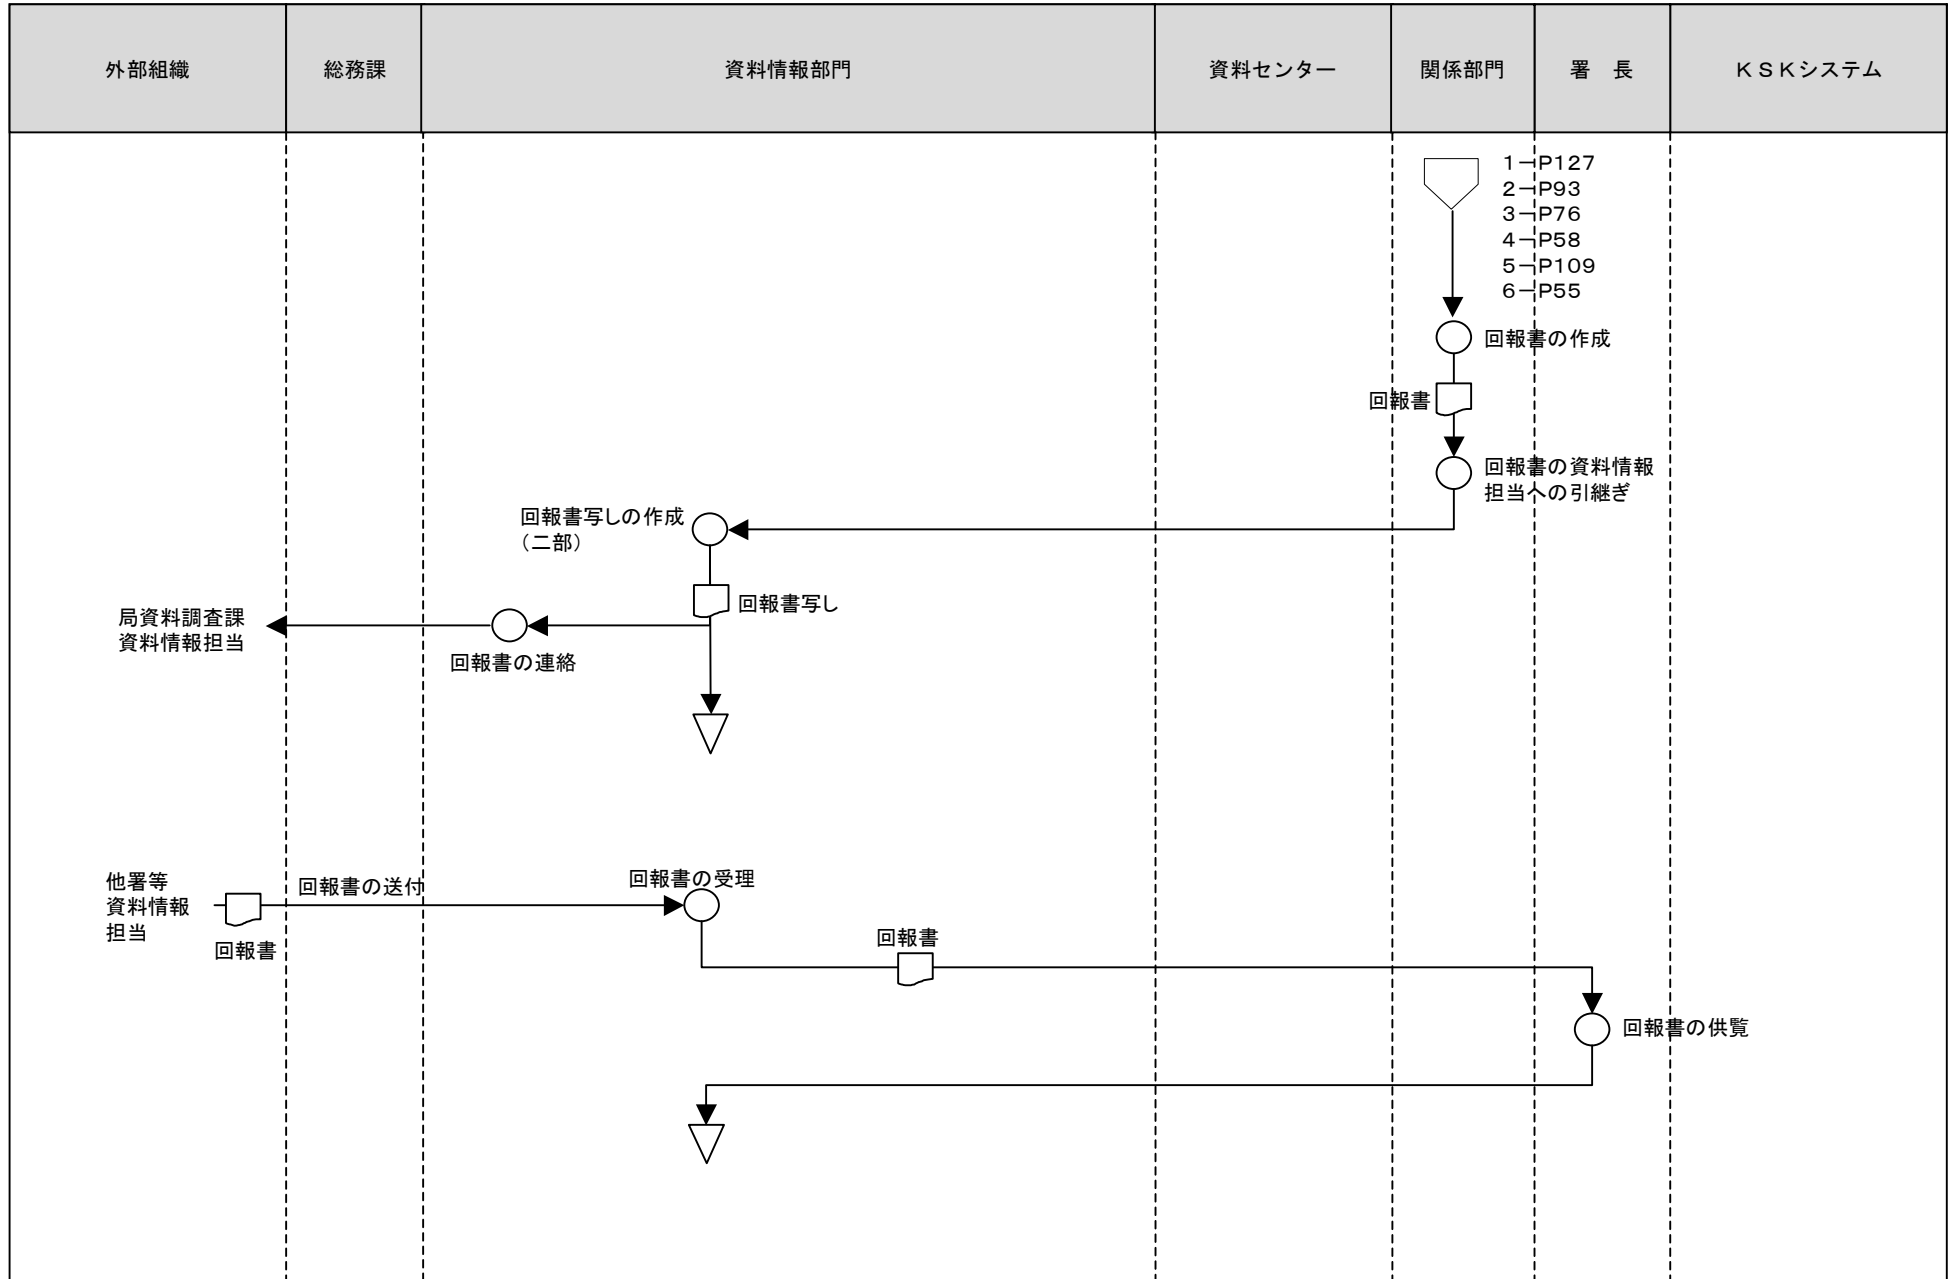 外部組織
総務課
資料情報部門
資料センター
関係部門
署　長
ＫＳＫシステム
１－Ｐ１２７
２－Ｐ９３
３－Ｐ７６
４－Ｐ５８
５－Ｐ１０９
６－Ｐ５５
回報書の作成
回報書
回報書の資料情報
担当への引継ぎ
回報書写しの作成
（二部）
回報書写し
局資料調査課
資料情報担当
回報書の連絡
他署等
資料情報
担当
回報書の送付
回報書
回報書の受理
回報書
回報書の供覧